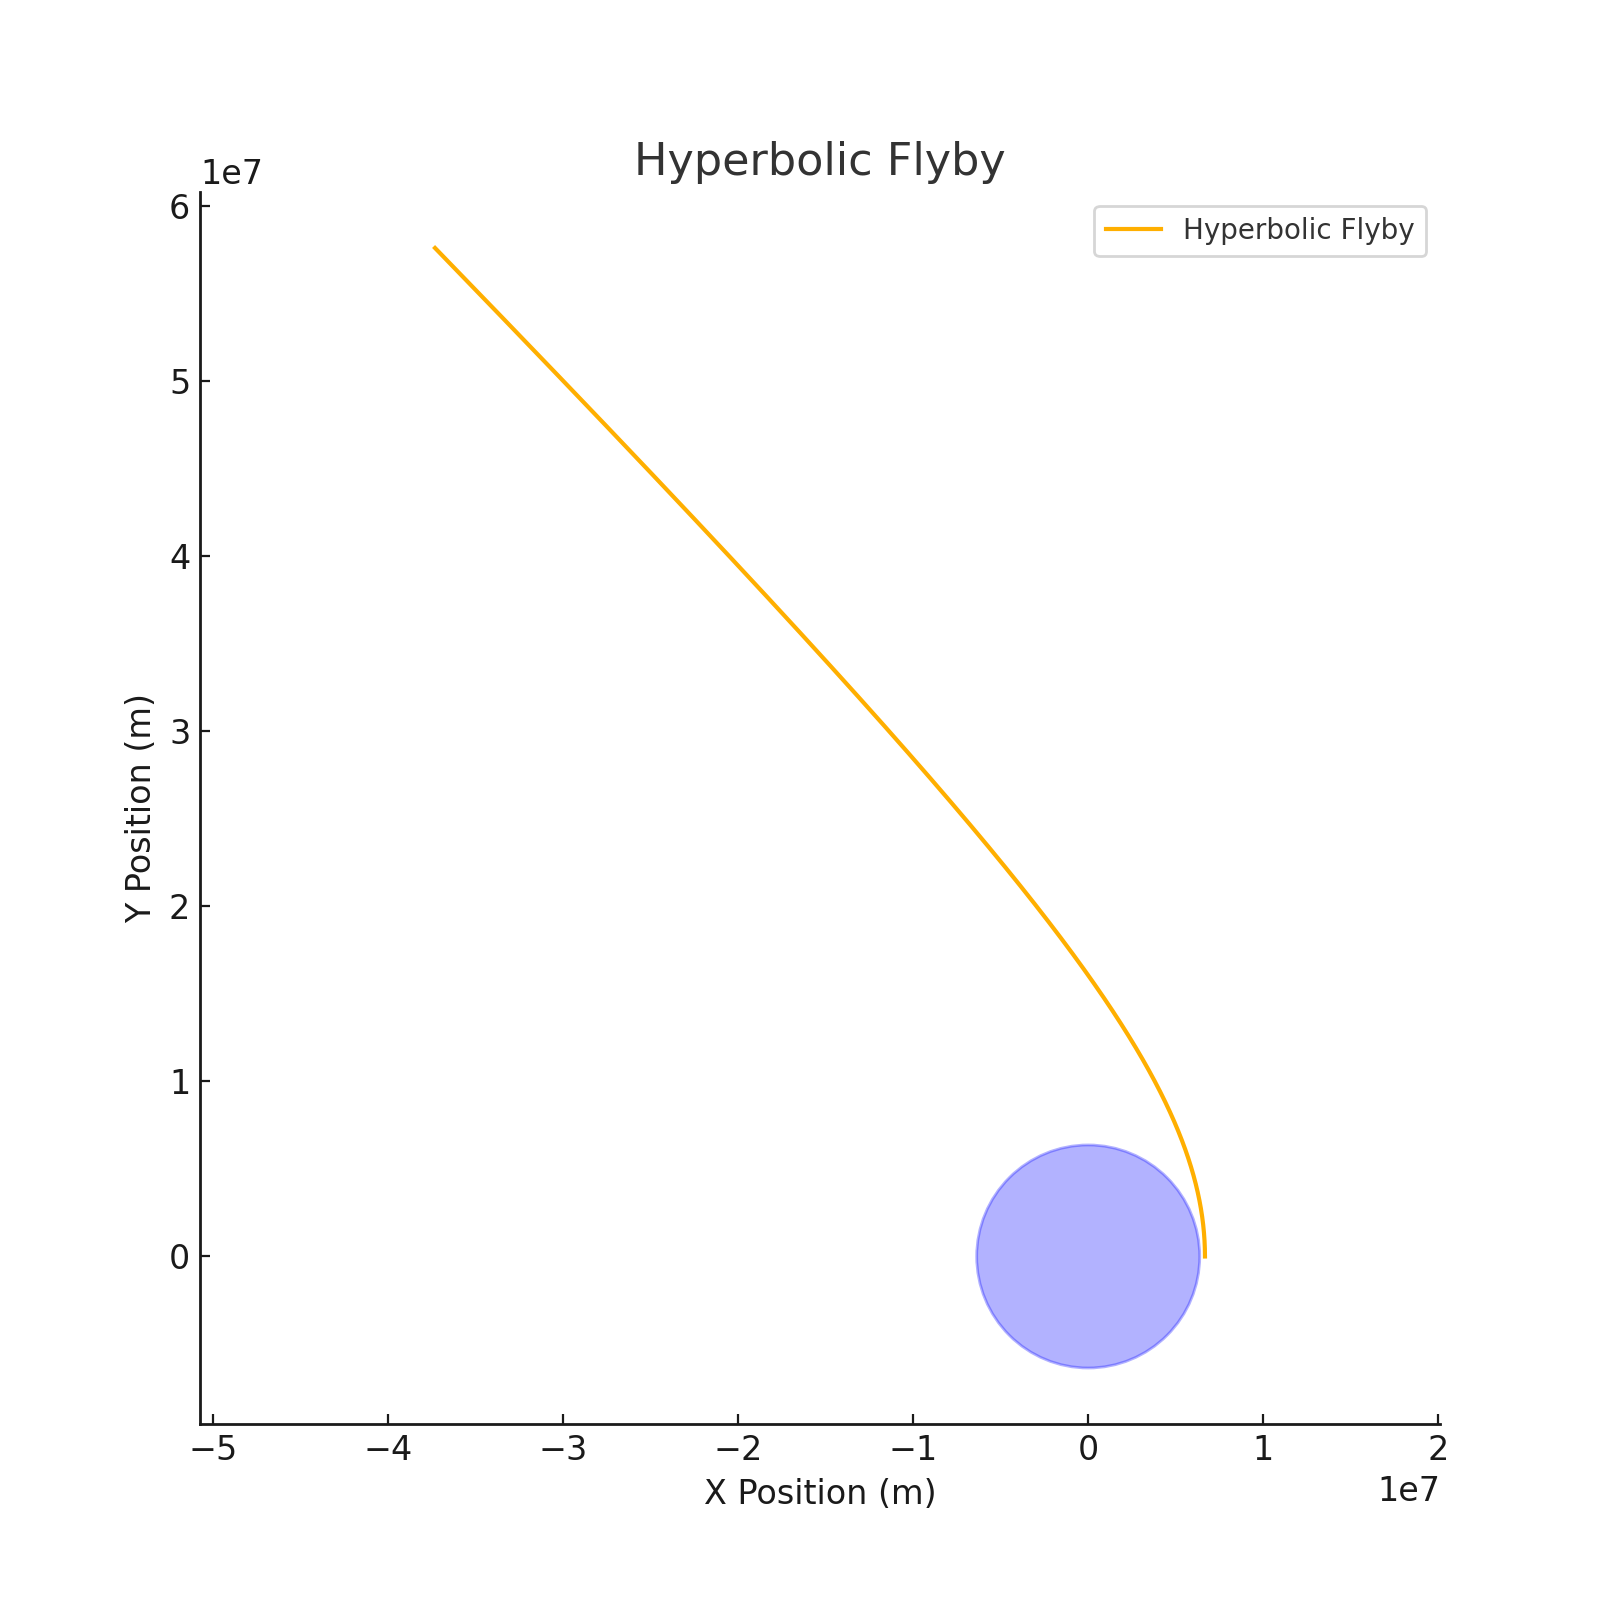 Hyperbolic Flyby
1e7
Hyperbolic Flyby
6
5
4
3
2
1
0
Y Position (m)
−5 −4 −3 −2 −1 0 1 2
X Position (m)
1e7